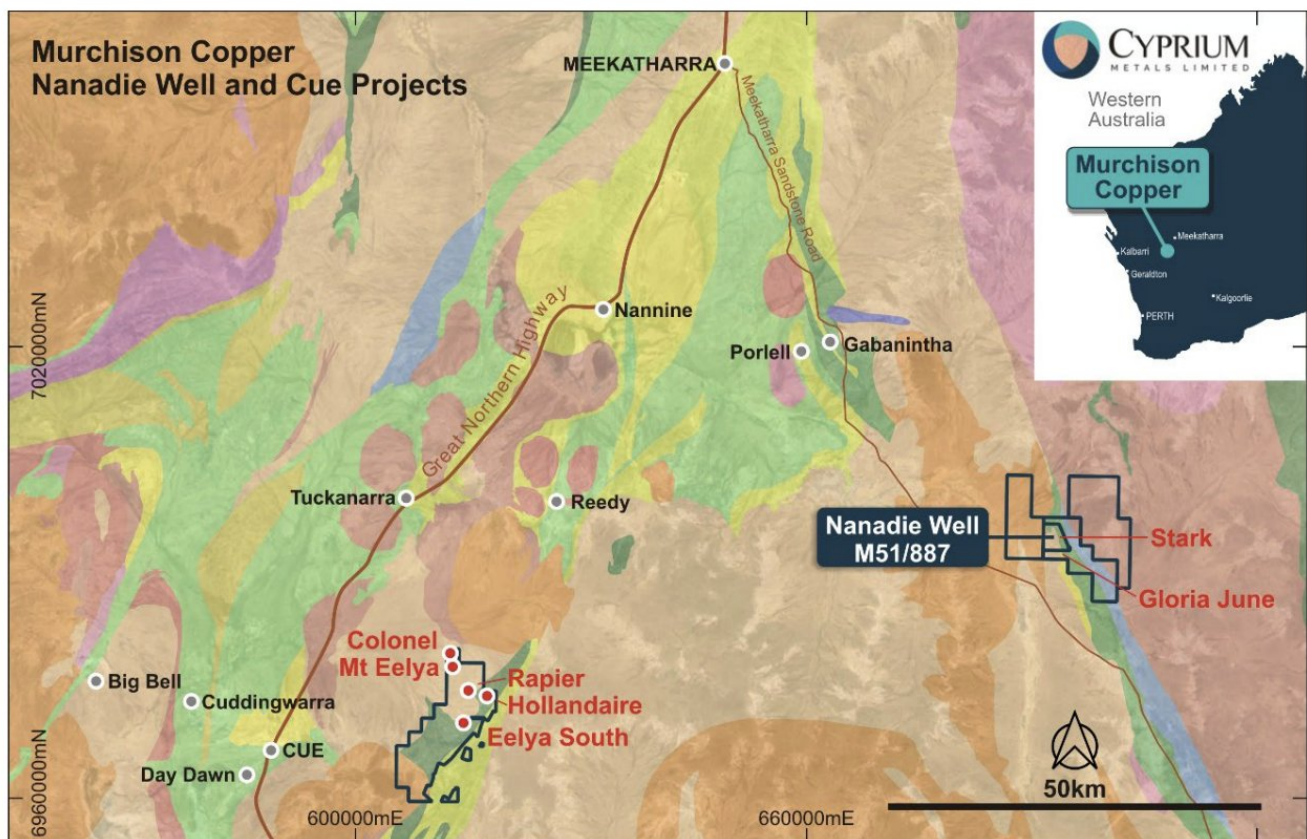 Murchison Copper
Nanadie Well and Cue Projects
CYPRIUM
METALS LIMITED
Western
Australia
Murchison
Copper
Meekatharra
Kalbarri
Geraldton
Kalgoorlie
PERTH
MEEKATHARRA
Meekatharra Sandstone Road
Great Northern Highway
Nannine
Porlell
Gabanintha
7020000mN
Tuckanarra
Reedy
Nanadie Well
M51/887
Stark
Gloria June
Colonel
Mt Eelya
Rapier
Hollandaire
Eelya South
Big Bell
Cuddingwarra
CUE
Day Dawn
6960000mN
600000mE
660000mE
50km